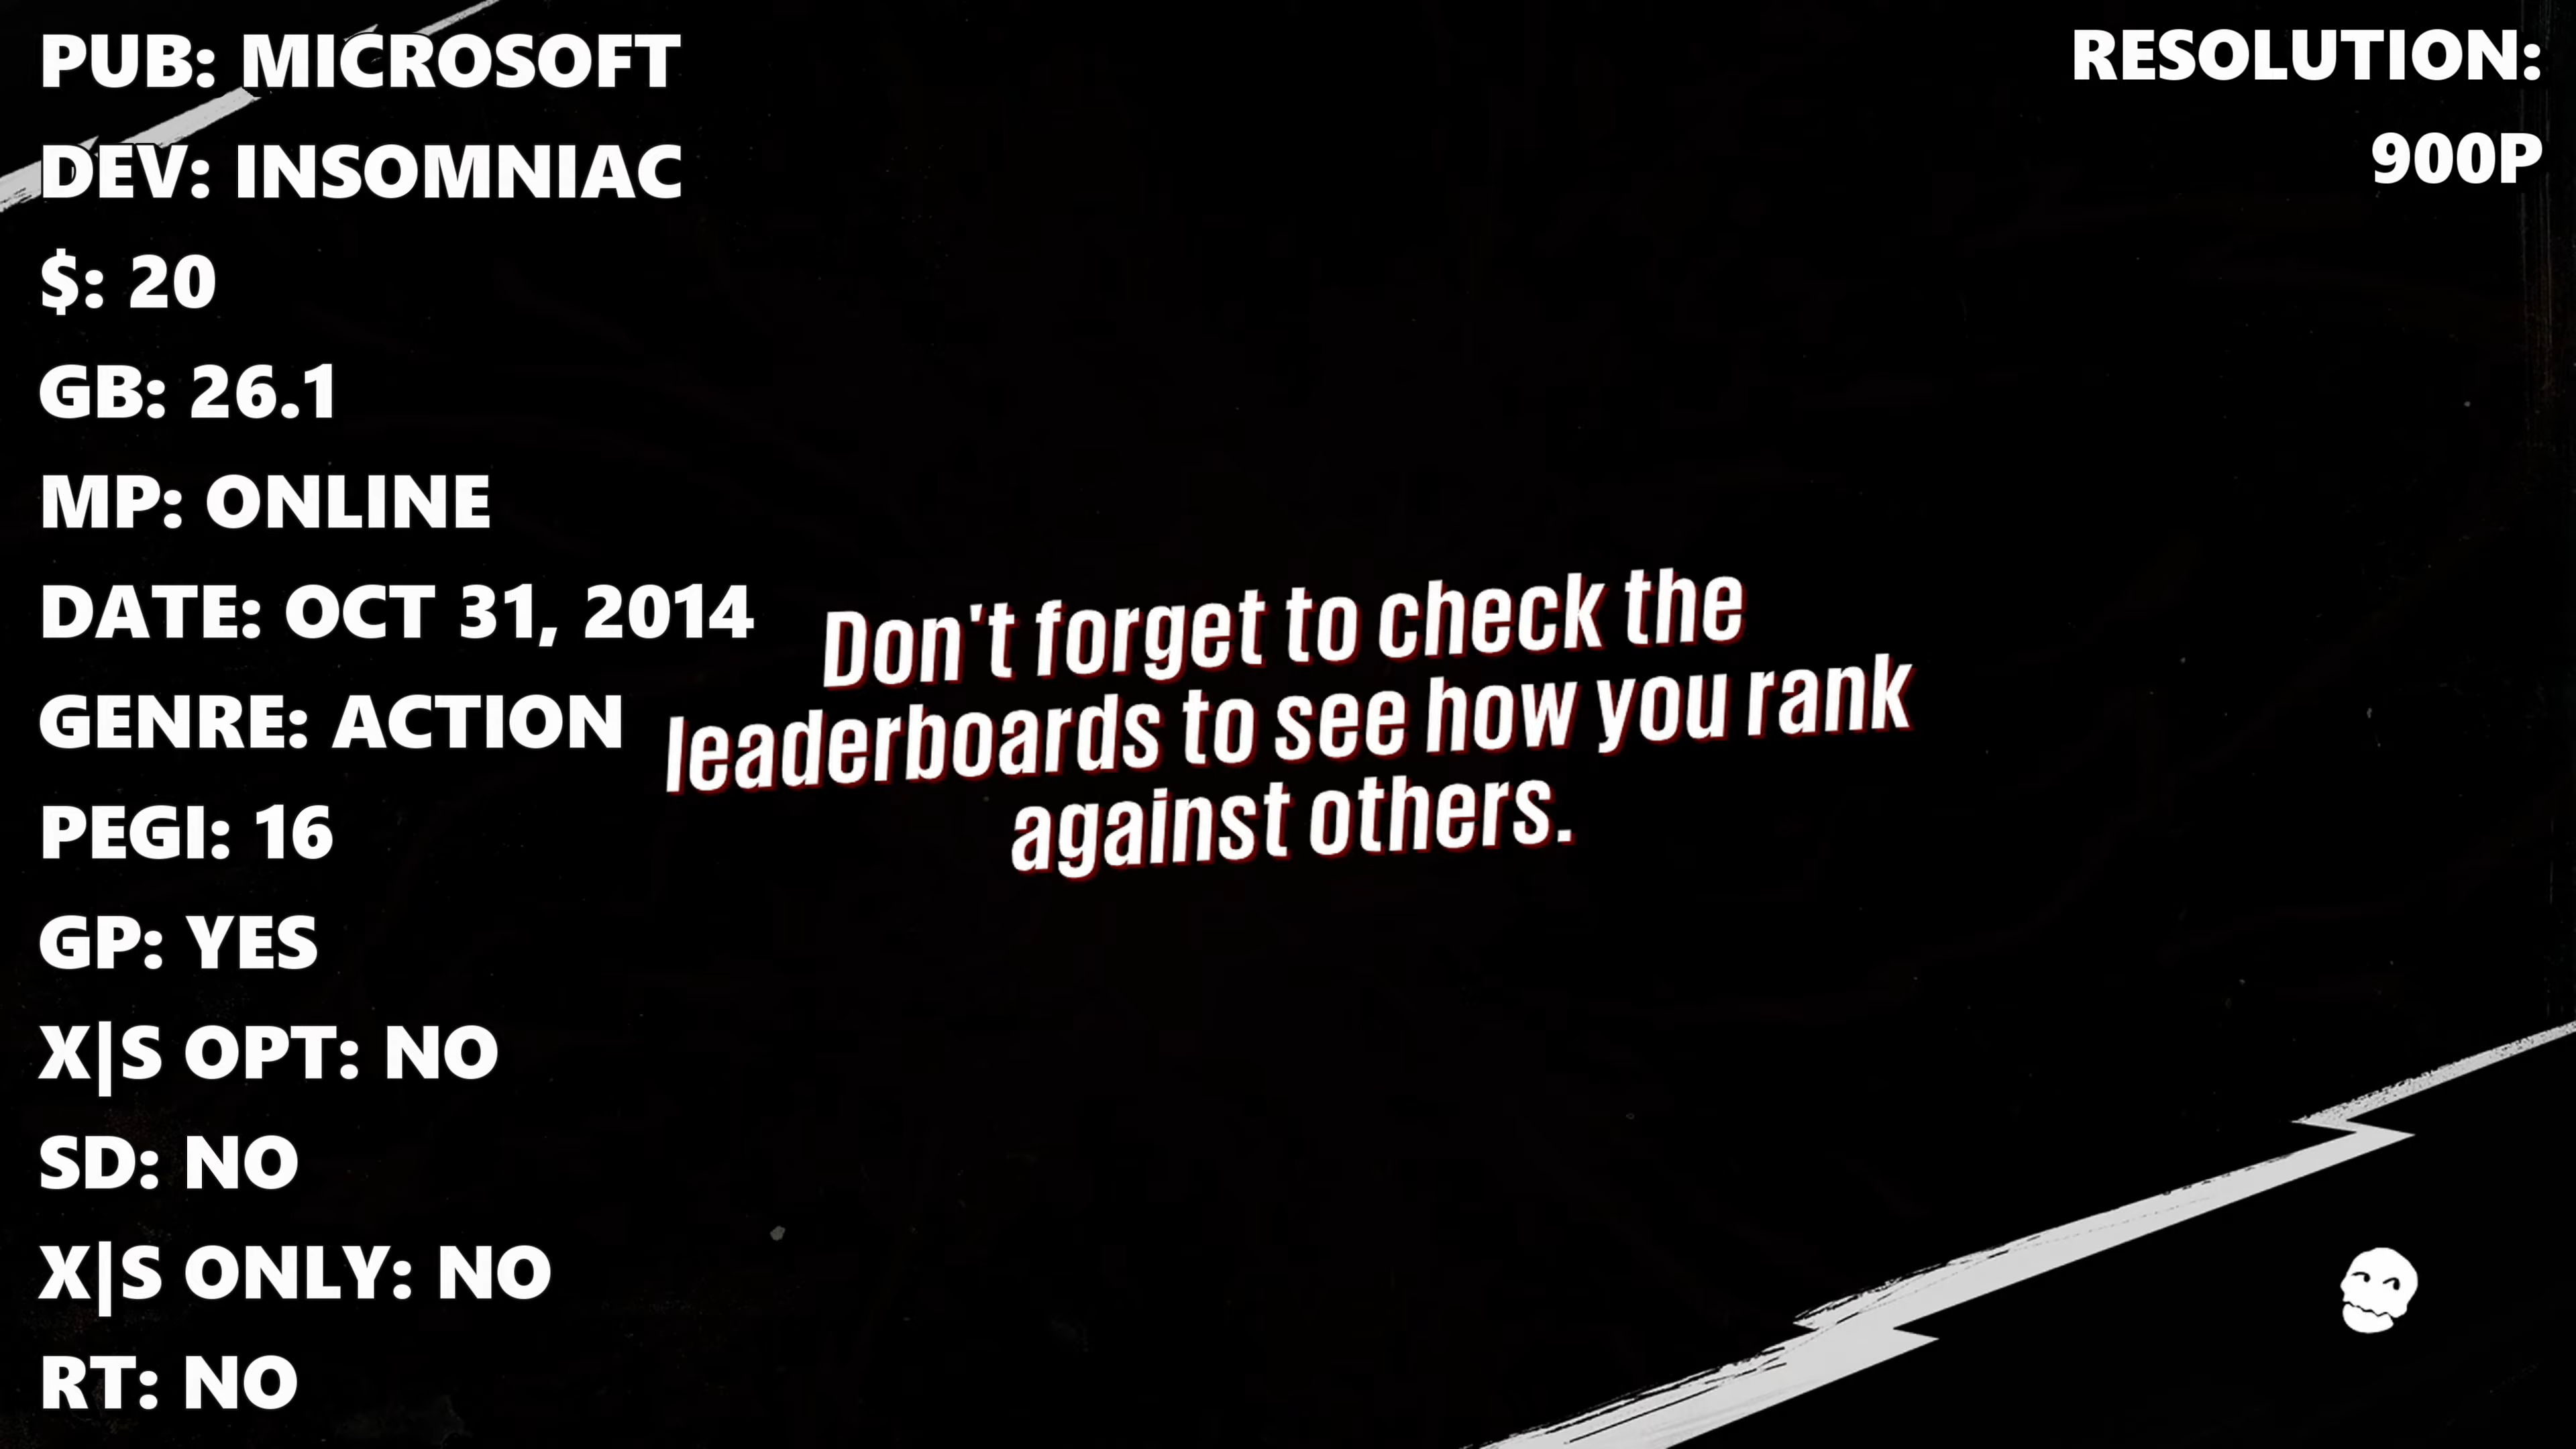 PUB: MICROSOFT
DEV: INSOMNIAC
$: 20
GB: 26.1
MP: ONLINE
DATE: OCT 31, 2014
GENRE: ACTION
PEGI: 16
GP: YES
X|S OPT: NO
SD: NO
X|S ONLY: NO
RT: NO
RESOLUTION:
900P
Don't forget to check the
leaderboards to see how you rank
against others.